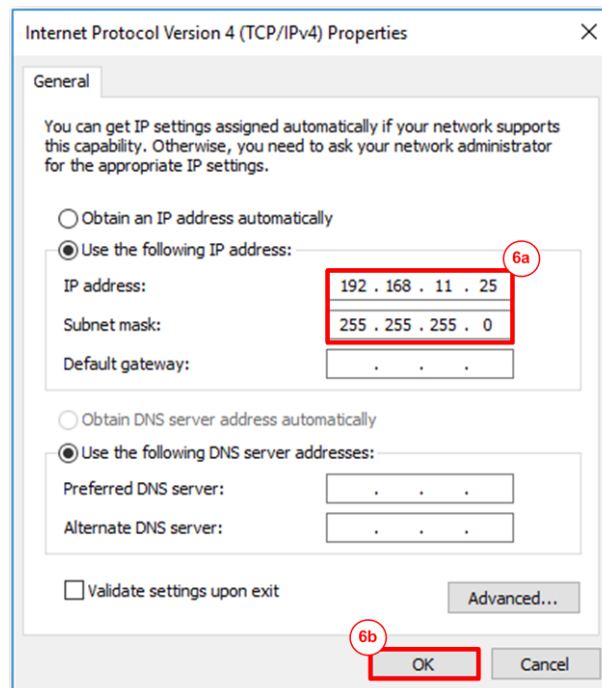 Internet Protocol Version 4 (TCP/IPv4) Properties
General
You can get IP settings assigned automatically if your network supports
this capability. Otherwise, you need to ask your network administrator
for the appropriate IP settings.
Obtain an IP address automatically
Use the following IP address:
6a
IP address: 192 . 168 . 11 . 25
Subnet mask: 255 . 255 . 255 . 0
Default gateway: . . .
Obtain DNS server address automatically
Use the following DNS server addresses:
Preferred DNS server: . . .
Alternate DNS server: . . .
Validate settings upon exit
Advanced...
6b
OK Cancel